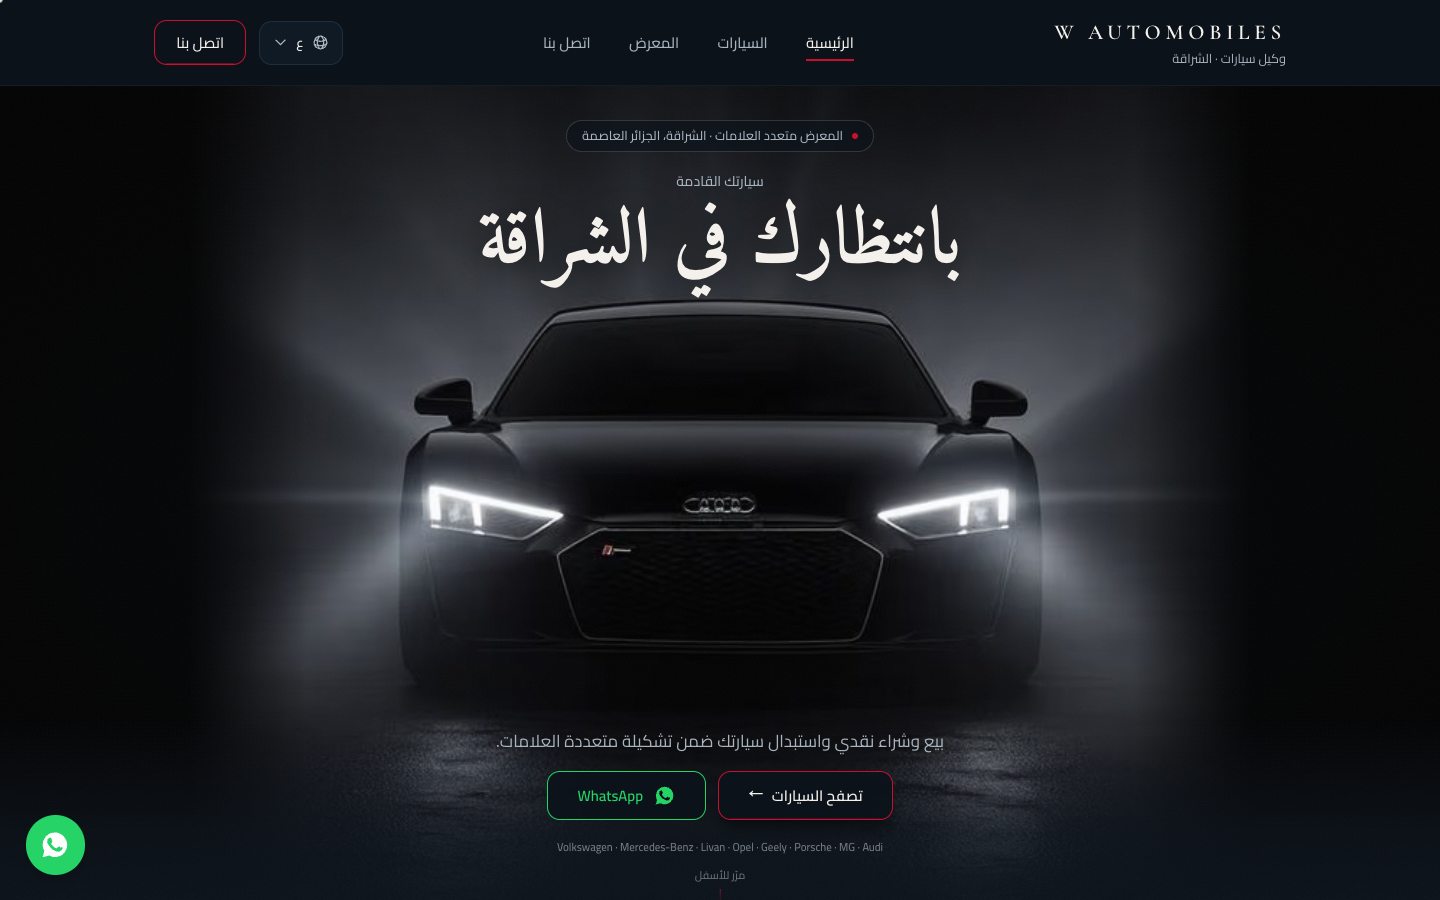 W AUTOMOBILES
وكيل سيارات · الشراقة
الرئيسية
السيارات
المعرض
اتصل بنا
ع
اتصل بنا
المعرض متعدد العلامات · الشراقة، الجزائر العاصمة
سيارتك القادمة
بانتظارك في الشراقة
بيع وشراء نقدي واستبدال سيارتك ضمن تشكيلة متعددة العلامات.
تصفح السيارات ←
WhatsApp
Volkswagen · Mercedes-Benz · Livan · Opel · Geely · Porsche · MG · Audi
مرّر للأسفل